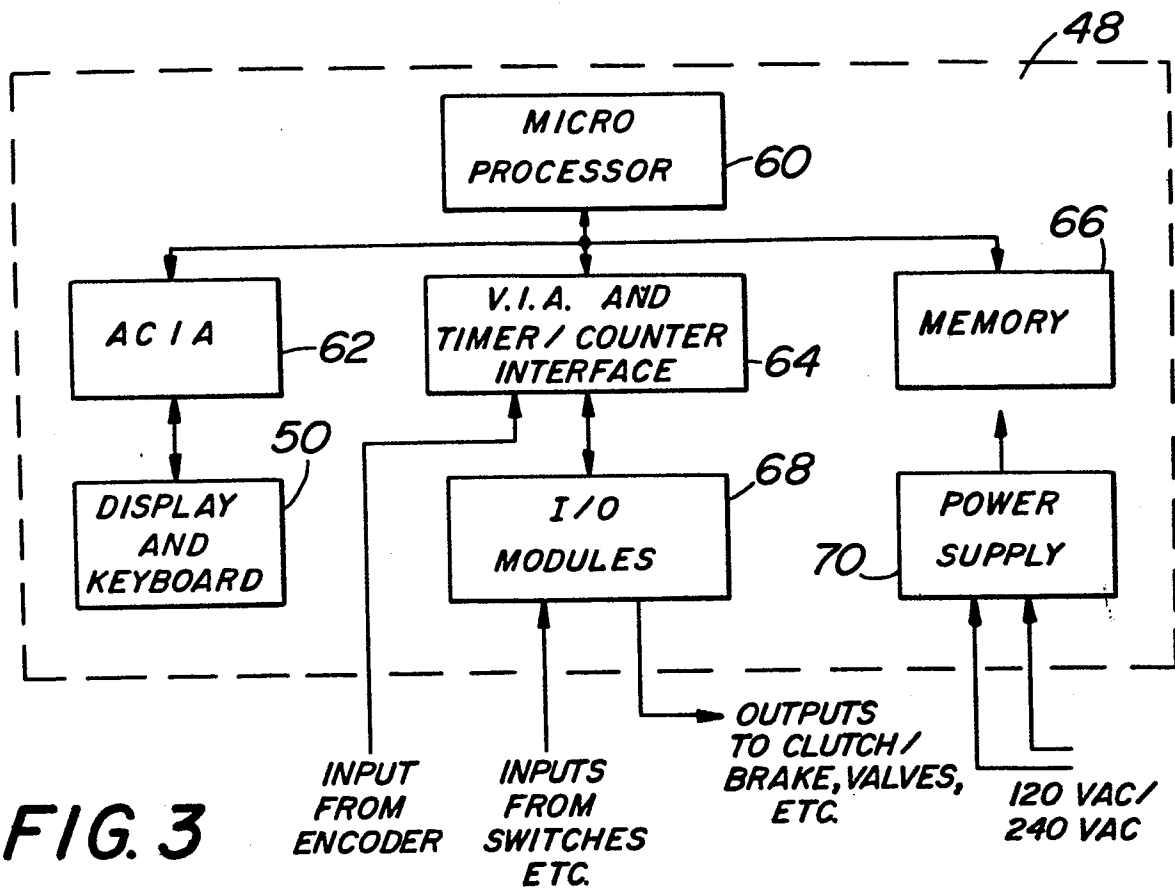 48
MICRO
PROCESSOR
60
66
ACIA
62
V.I.A. AND
TIMER/COUNTER
INTERFACE
64
MEMORY
50
DISPLAY
AND
KEYBOARD
68
I/O
MODULES
70
POWER
SUPPLY
INPUT
FROM
ENCODER
INPUTS
FROM
SWITCHES
ETC.
OUTPUTS
TO CLUTCH/
BRAKE, VALVES,
ETC.
120 VAC/
240 VAC
FIG. 3